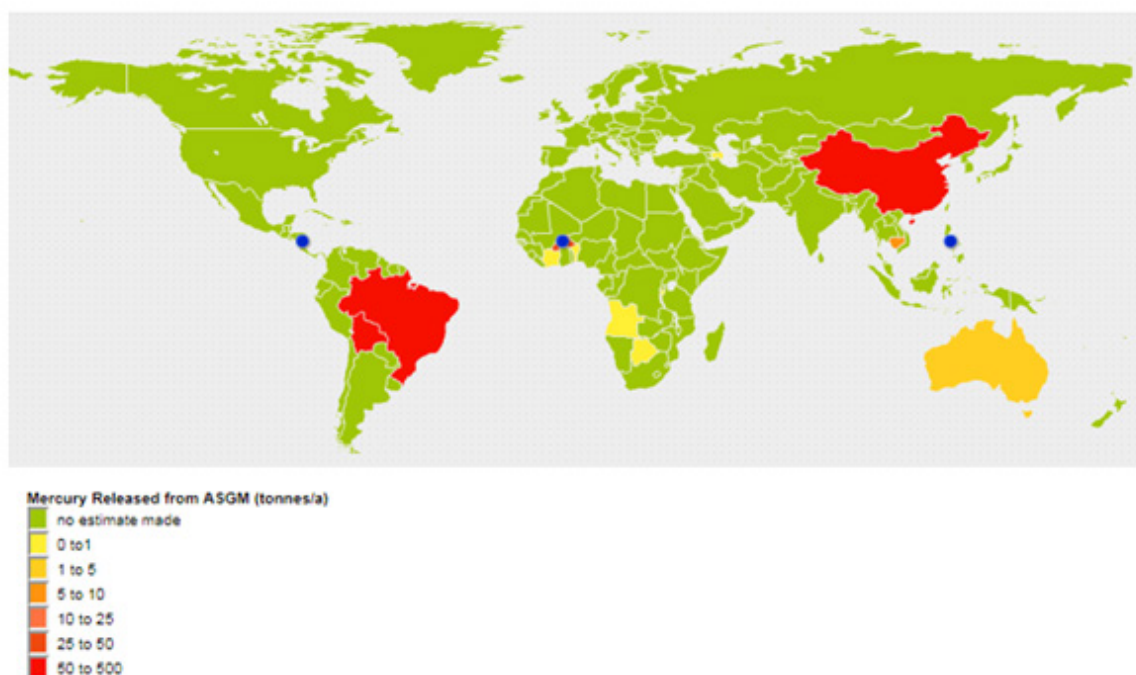 Mercury Released from ASGM (tonnes/a)
no estimate made
0 to1
1 to 5
5 to 10
10 to 25
25 to 50
50 to 500